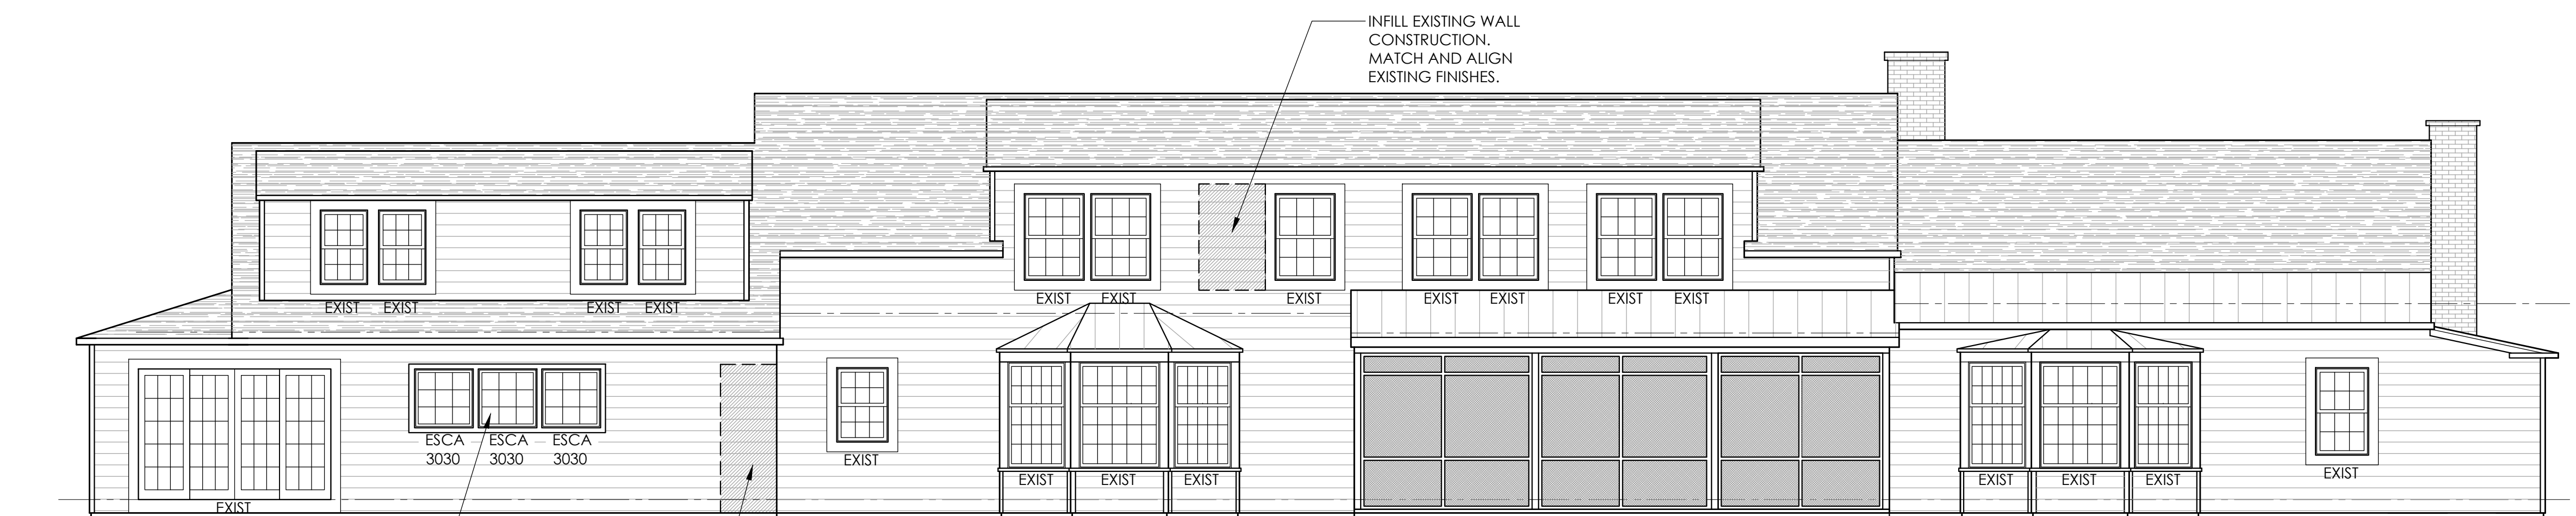 INFILL EXISTING WALL
CONSTRUCTION.
MATCH AND ALIGN
EXISTING FINISHES.
EXIST EXIST EXIST EXIST
EXIST EXIST EXIST EXIST EXIST EXIST EXIST
ESCA ESCA ESCA
3030 3030 3030
EXIST
EXIST EXIST EXIST
EXIST EXIST EXIST
EXIST
EXIST